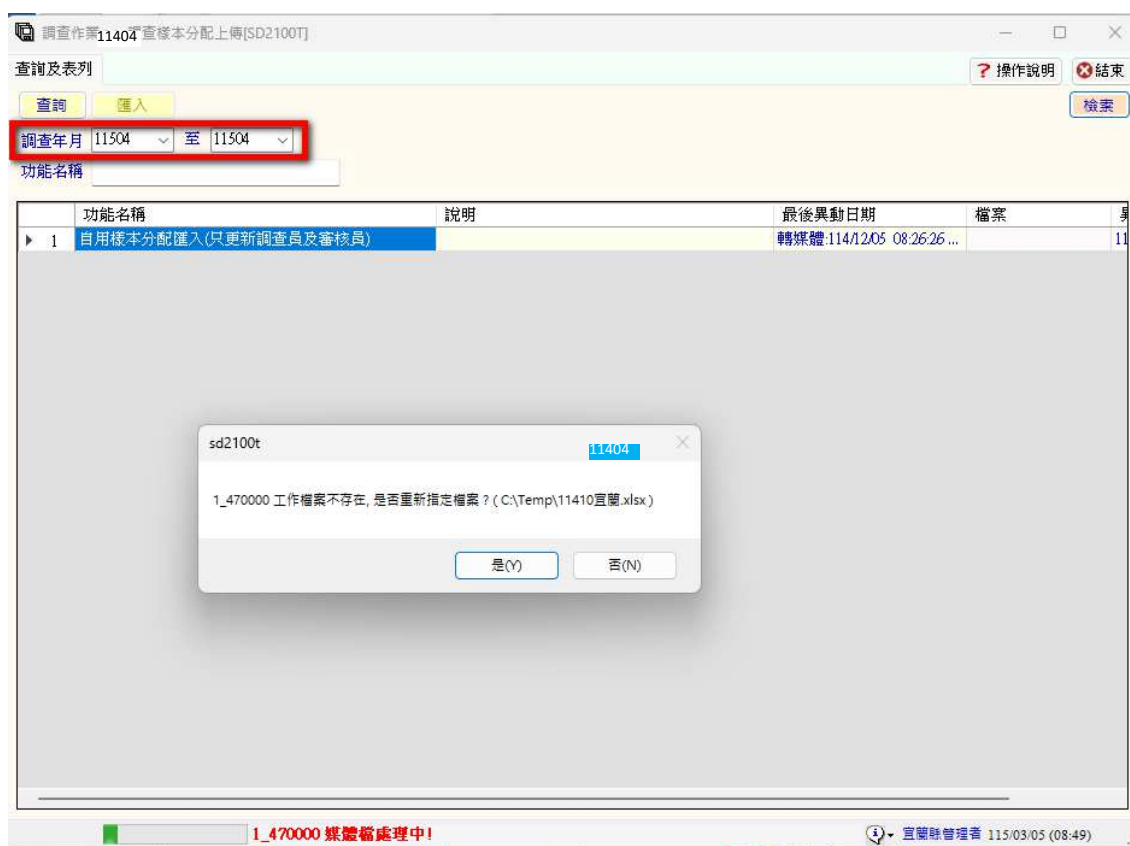 調查作業11404調查樣本分配上傳[SD2100T]
查詢及表列
操作說明
結束
查詢
匯入
檢索
調查年月 11504 至 11504
功能名稱
功能名稱 說明 最後異動日期 檔案
1 自用樣本分配匯入(只更新調查員及審核員) 轉媒體:114/12/05 08:26:26 ... 11
sd2100t
11404
1_470000 工作檔案不存在, 是否重新指定檔案 ? ( C:\Temp\11410宜蘭.xlsx )
是(Y)
否(N)
1_470000 媒體檔處理中!
宜蘭縣管理者 115/03/05 (08:49)